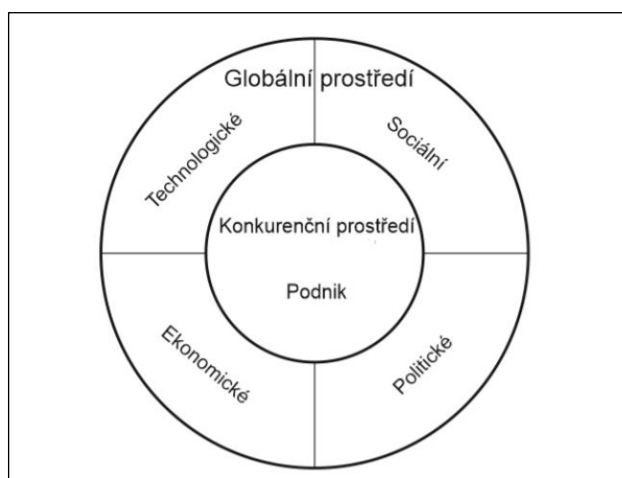 Globální prostředí
Technologické
Sociální
Konkurenční prostředí
Podnik
Ekonomické
Politické